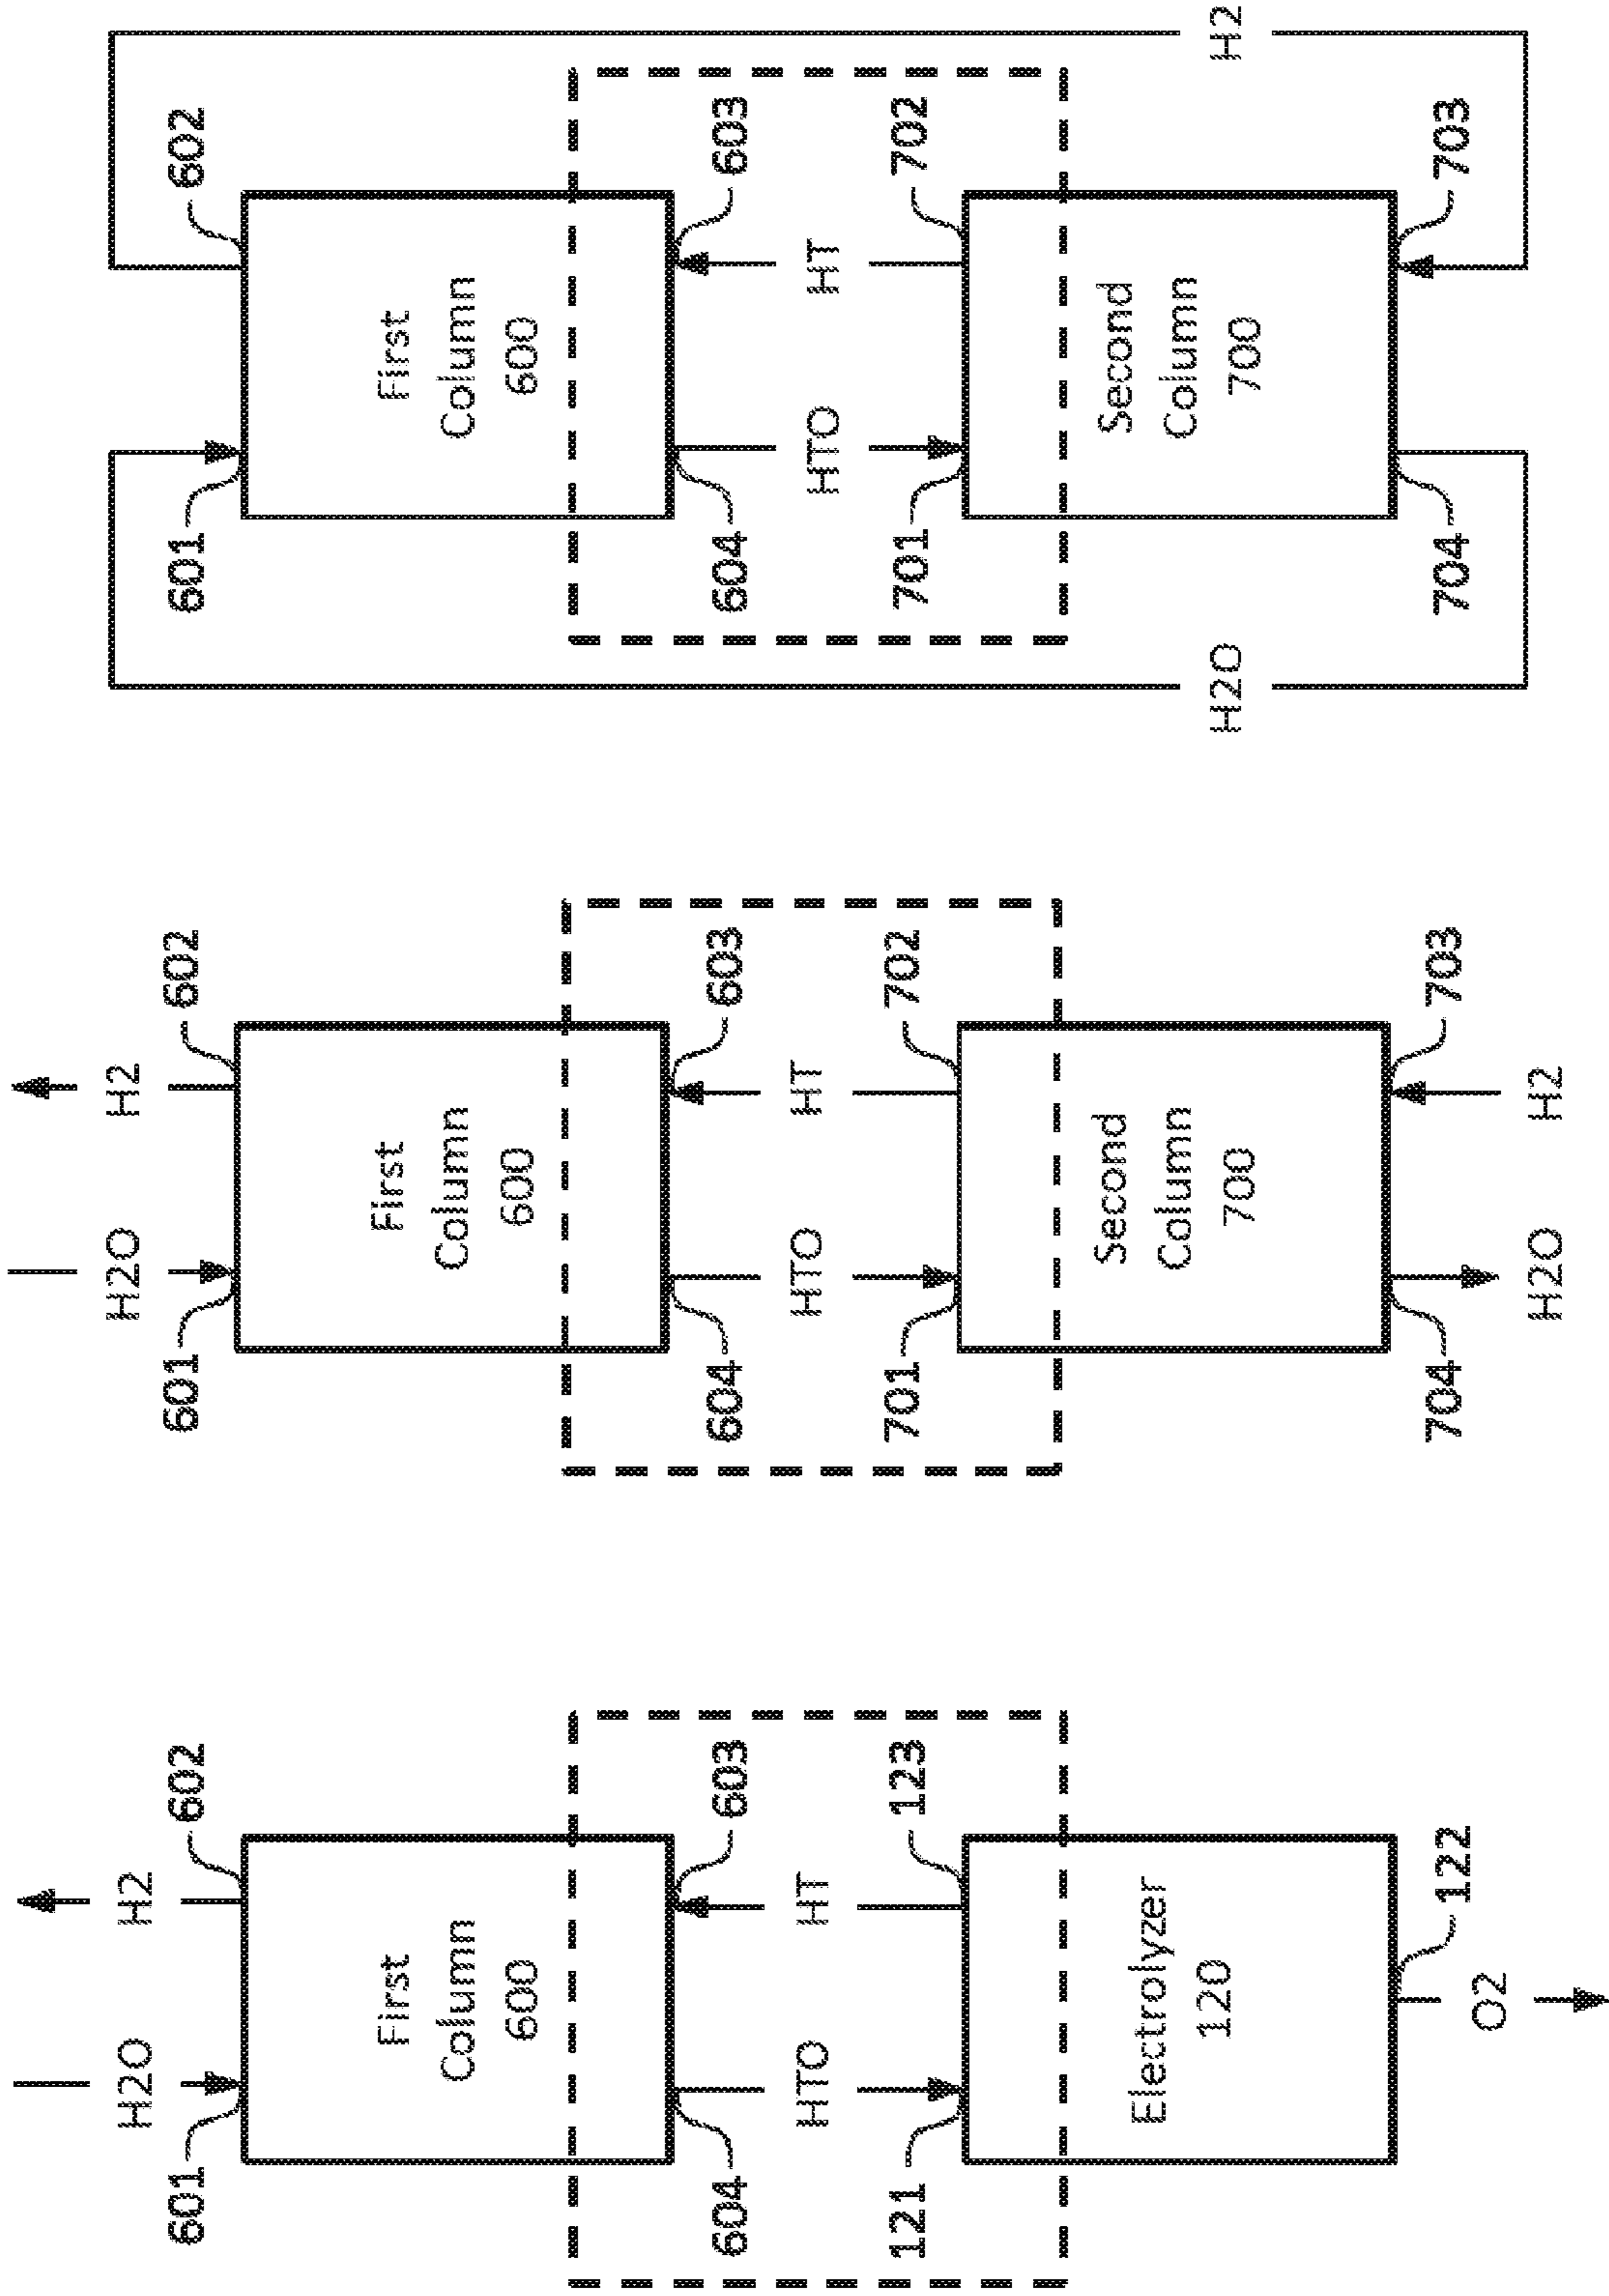 H2O
H2
601
602
First
Column
600
604
603
HTO
HT
121
123
Electrolyzer
120
122
O2
H2O
H2
601
602
First
Column
600
604
603
HTO
HT
701
702
Second
Column
700
704
703
H2O
H2
601
602
First
Column
600
604
603
HTO
HT
701
702
Second
Column
700
704
703
H2O
H2